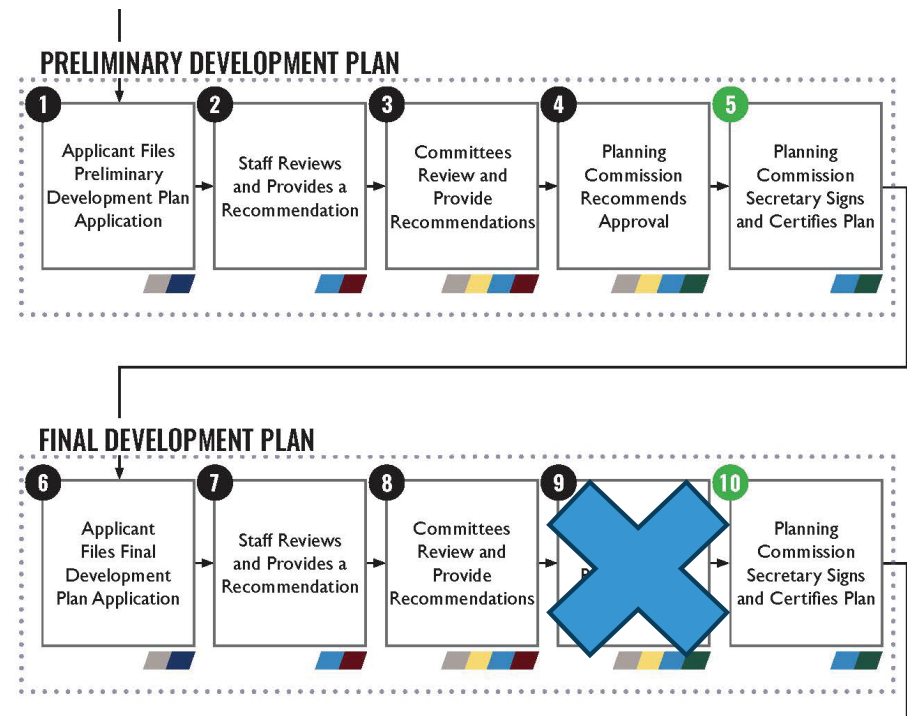 PRELIMINARY DEVELOPMENT PLAN
1
Applicant Files
Preliminary
Development Plan
Application
2
Staff Reviews
and Provides a
Recommendation
3
Committees
Review and
Provide
Recommendations
4
Planning
Commission
Recommends
Approval
5
Planning
Commission
Secretary Signs
and Certifies Plan
FINAL DEVELOPMENT PLAN
6
Applicant
Files Final
Development
Plan Application
7
Staff Reviews
and Provides a
Recommendation
8
Committees
Review and
Provide
Recommendations
9
10
Planning
Commission
Secretary Signs
and Certifies Plan